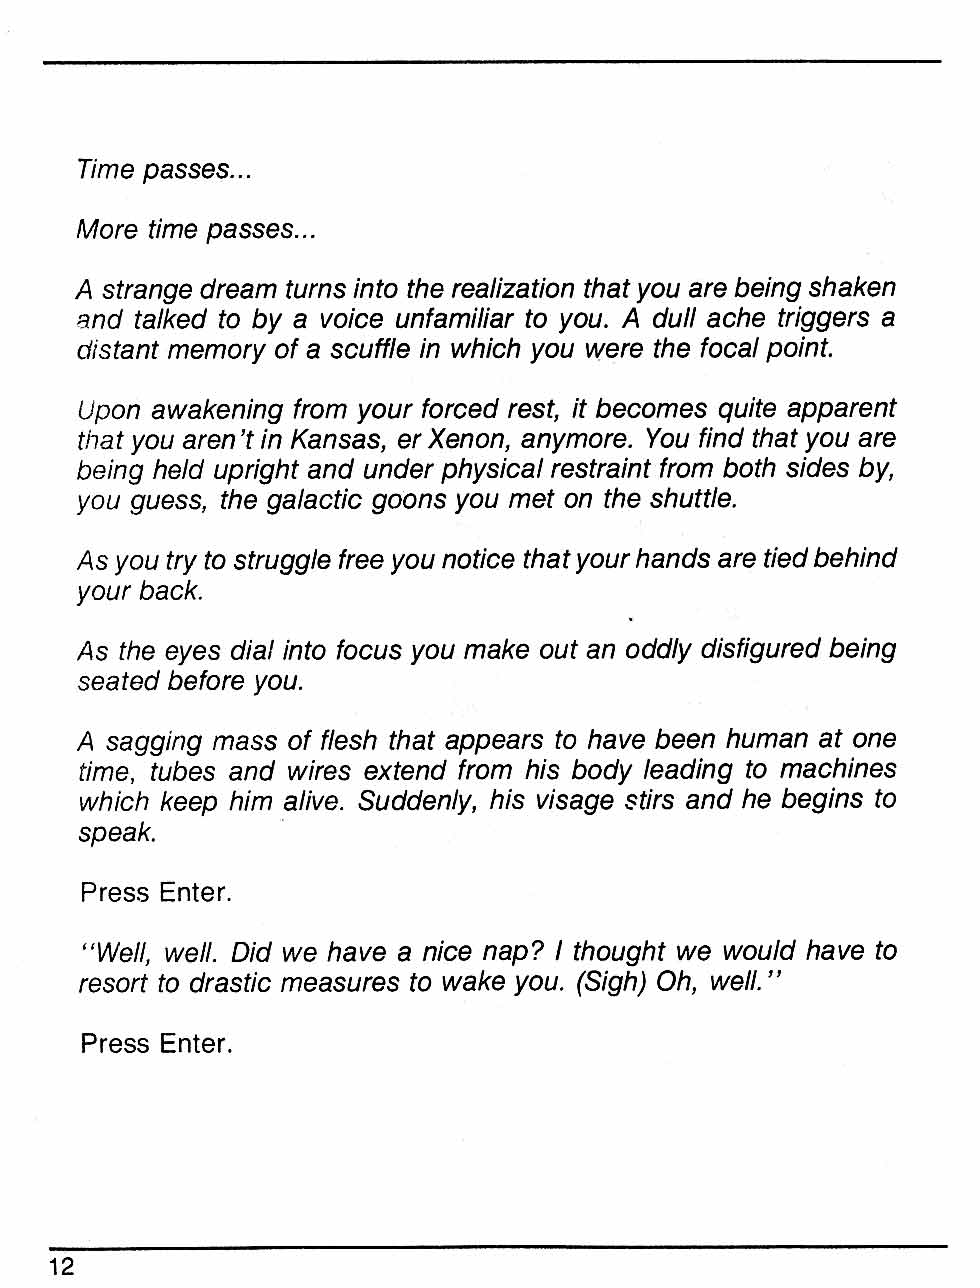 Time passes...
More time passes...
A strange dream turns into the realization that you are being shaken
and talked to by a voice unfamiliar to you. A dull ache triggers a
distant memory of a scuffle in which you were the focal point.
Upon awakening from your forced rest, it becomes quite apparent
that you aren't in Kansas, er Xenon, anymore. You find that you are
being held upright and under physical restraint from both sides by,
you guess, the galactic goons you met on the shuttle.
As you try to struggle free you notice that your hands are tied behind
your back.
As the eyes dial into focus you make out an oddly disfigured being
seated before you.
A sagging mass of flesh that appears to have been human at one
time, tubes and wires extend from his body leading to machines
which keep him alive. Suddenly, his visage stirs and he begins to
speak.
Press Enter.
"Well, well. Did we have a nice nap? I thought we would have to
resort to drastic measures to wake you. (Sigh) Oh, well."
Press Enter.
12